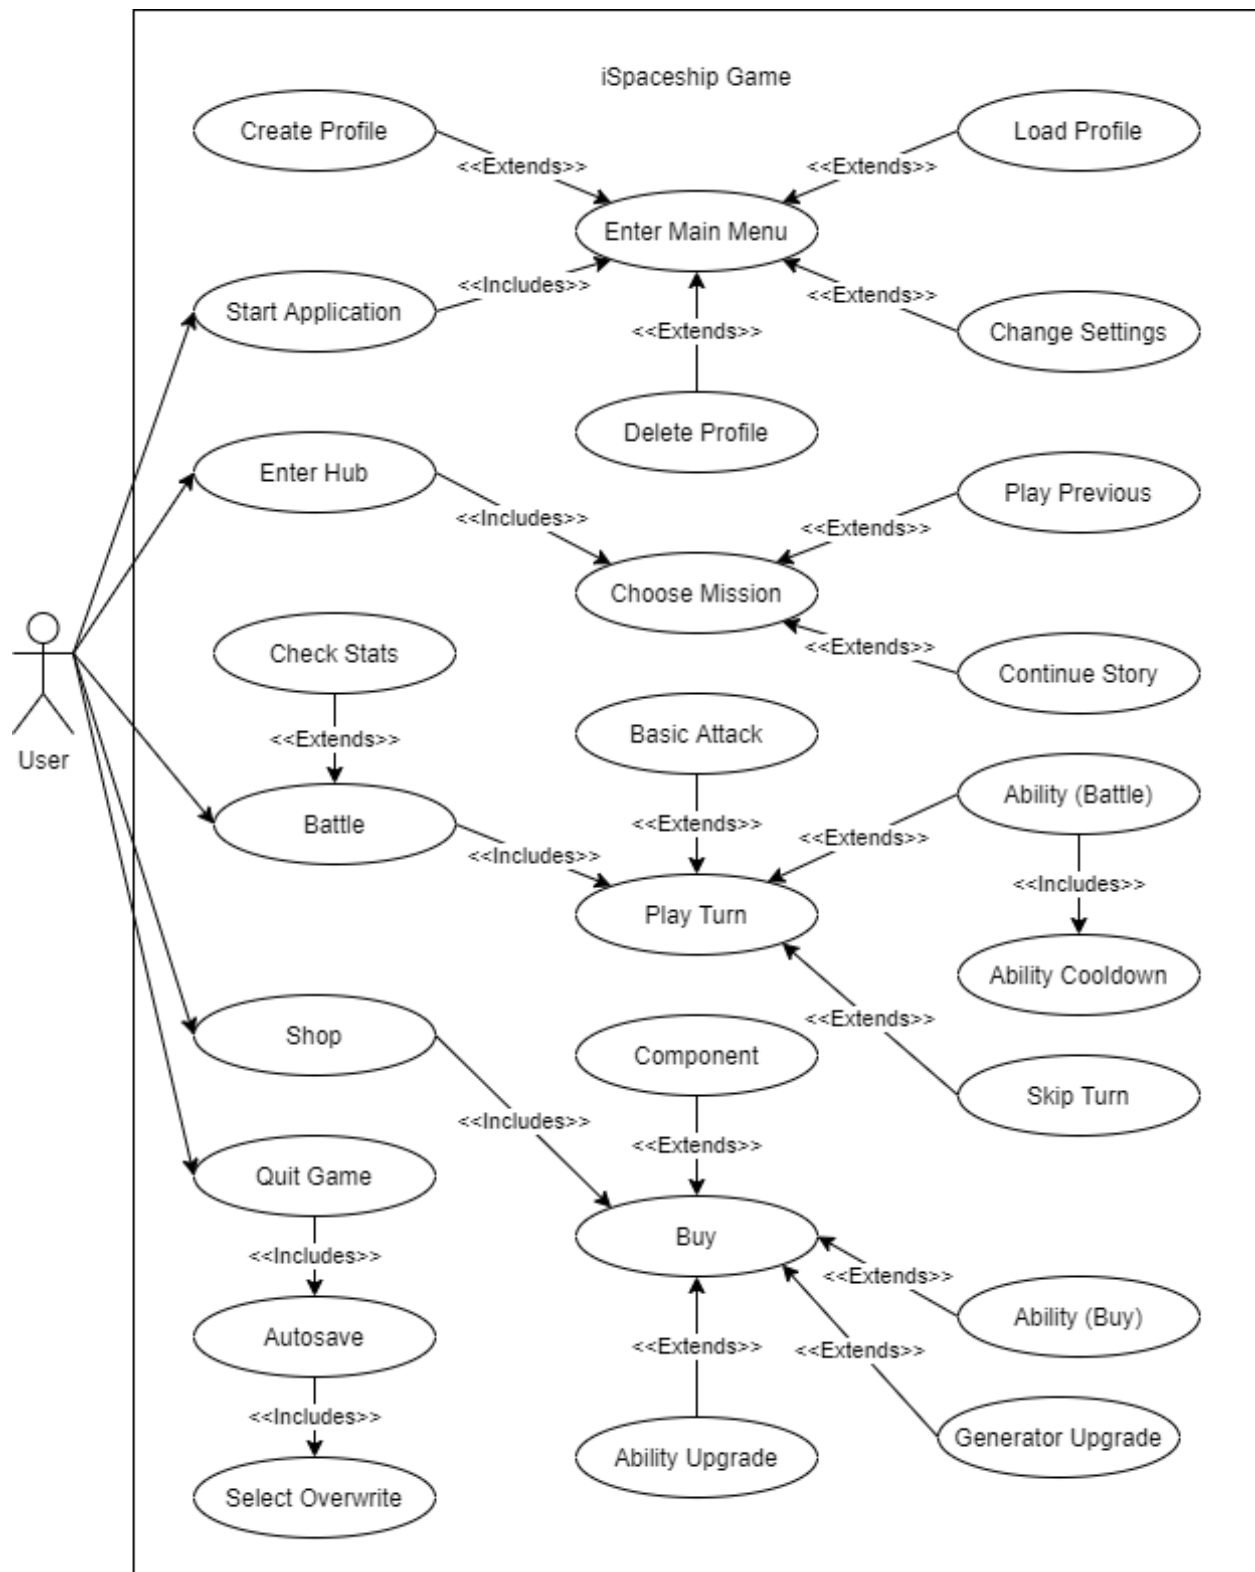 iSpaceship Game
Create Profile
Load Profile
<<Extends>>
<<Extends>>
Enter Main Menu
<<Includes>>
<<Extends>>
Start Application
<<Extends>>
Change Settings
Delete Profile
Enter Hub
Play Previous
<<Includes>>
<<Extends>>
Choose Mission
Check Stats
<<Extends>>
Continue Story
<<Extends>>
Basic Attack
User
Ability (Battle)
Battle
<<Extends>>
<<Extends>>
<<Includes>>
<<Includes>>
Play Turn
Ability Cooldown
<<Extends>>
Shop
Component
Skip Turn
<<Includes>>
<<Extends>>
Quit Game
Buy
<<Includes>>
<<Extends>>
Ability (Buy)
Autosave
<<Extends>>
<<Extends>>
<<Includes>>
Generator Upgrade
Ability Upgrade
Select Overwrite